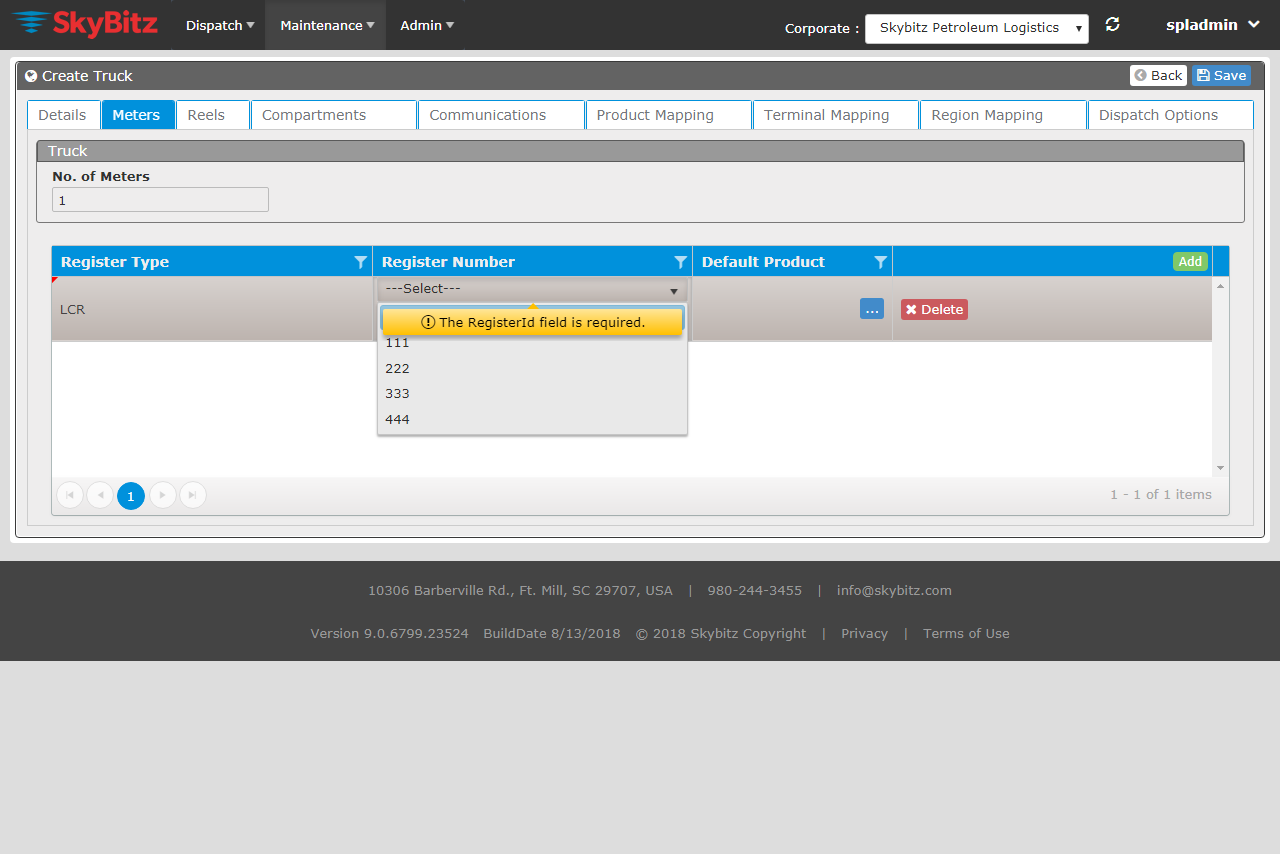 SkyBitz Dispatch Maintenance Admin Corporate : Skybitz Petroleum Logistics spladmin
Create Truck Back Save
Details Meters Reels Compartments Communications Product Mapping Terminal Mapping Region Mapping Dispatch Options
Truck
No. of Meters
1
Register Type Register Number Default Product Add
---Select---
LCR ... Delete
The RegisterId field is required.
111
222
333
444
1 1 - 1 of 1 items
10306 Barberville Rd., Ft. Mill, SC 29707, USA | 980-244-3455 | info@skybitz.com
Version 9.0.6799.23524 BuildDate 8/13/2018 © 2018 Skybitz Copyright | Privacy | Terms of Use